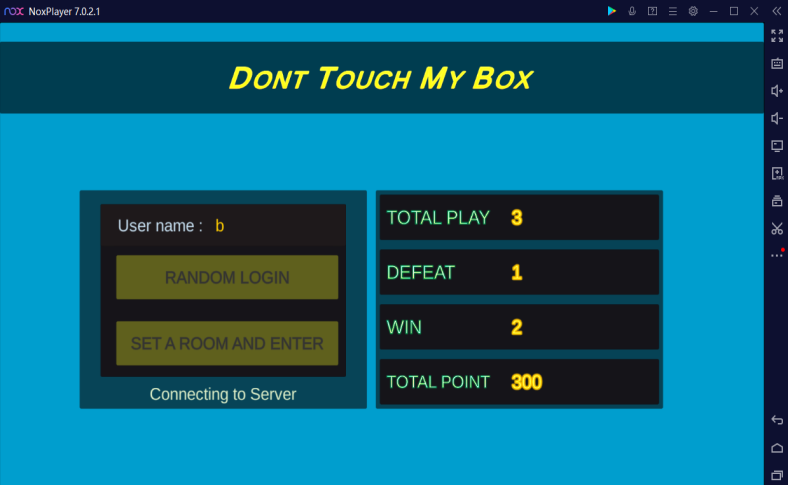 nox NoxPlayer 7.0.2.1
DONT TOUCH MY BOX
User name : b
RANDOM LOGIN
SET A ROOM AND ENTER
Connecting to Server
TOTAL PLAY 3
DEFEAT 1
WIN 2
TOTAL POINT 300